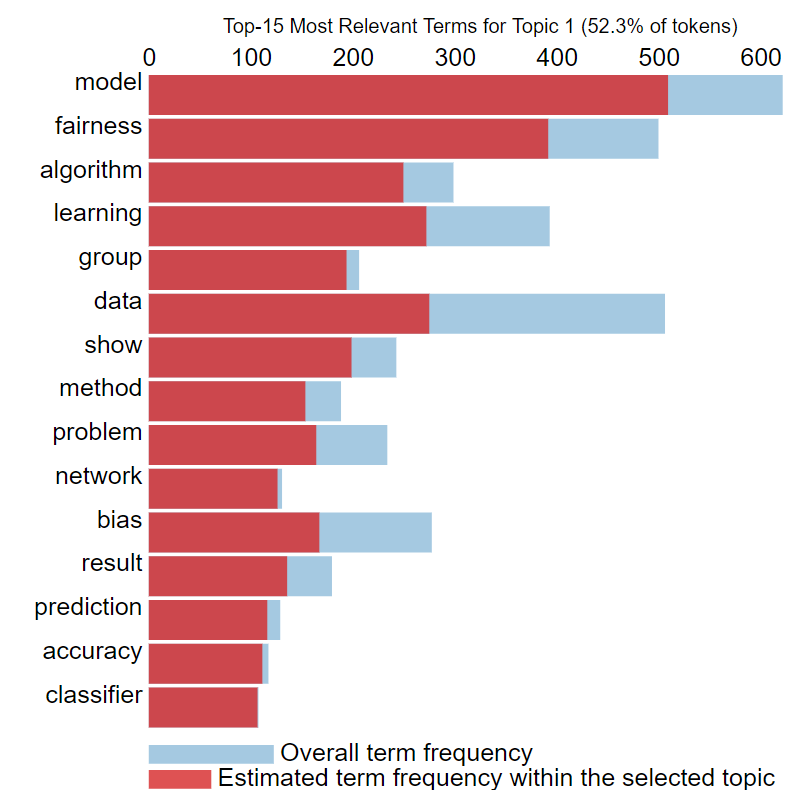 Top-15 Most Relevant Terms for Topic 1 (52.3% of tokens)
0 100 200 300 400 500 600
model
fairness
algorithm
learning
group
data
show
method
problem
network
bias
result
prediction
accuracy
classifier
Overall term frequency
Estimated term frequency within the selected topic